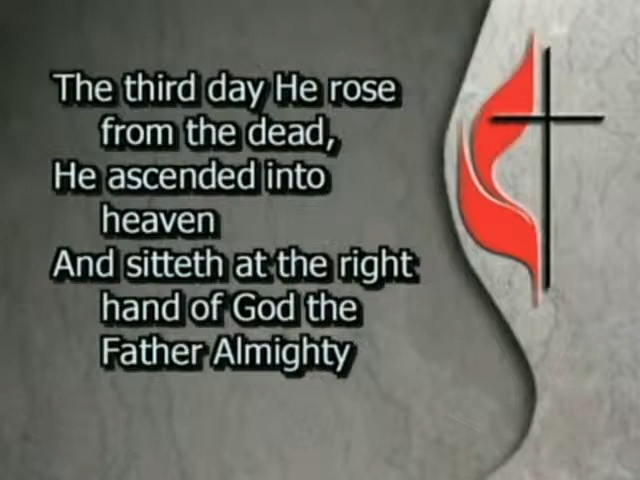 The third day He rose
from the dead,
He ascended into
heaven
And sitteth at the right
hand of God the
Father Almighty